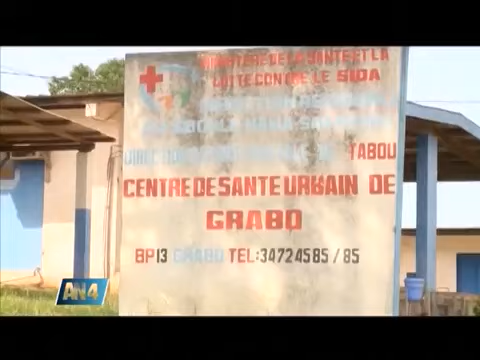 MINISTERE DE LA SANTE ET LA
LUTTE CONTRE LE SIDA
TABOU
CENTRE DE SANTE URBAIN DE
GRABO
BP13 GRABO TEL:34724585/85
AN4